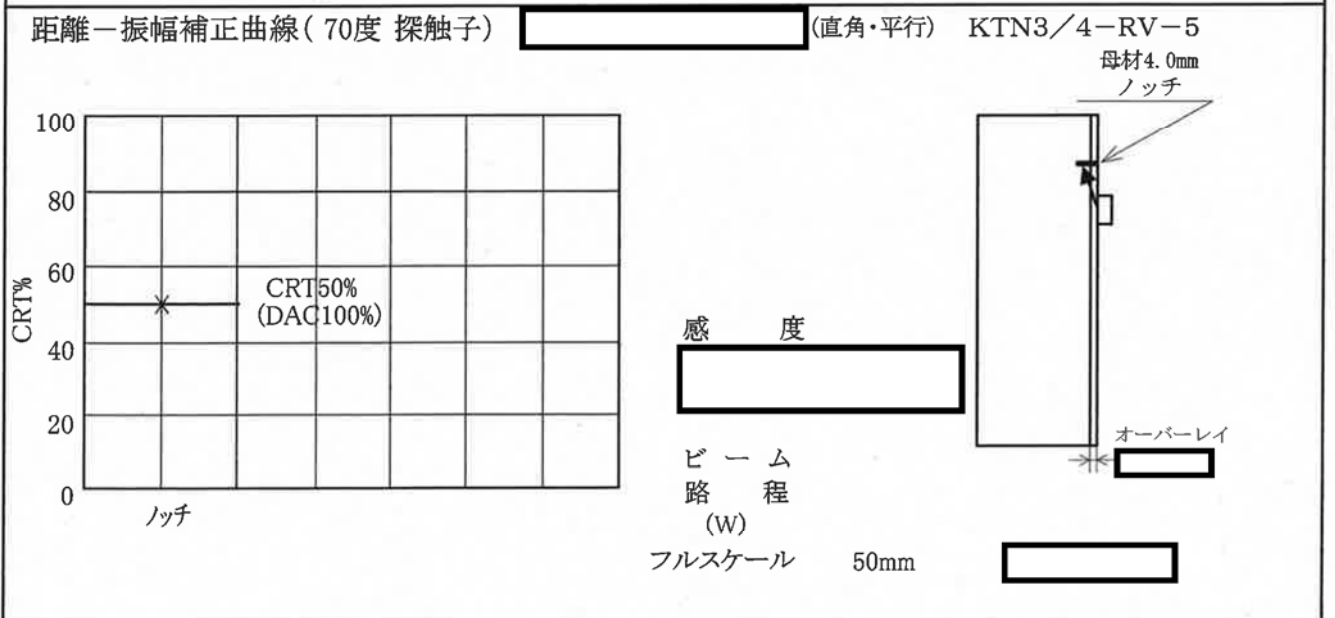 距離−振幅補正曲線( 70度 探触子)
(直角・平行) KTN3/4−RV−5
母材4.0mm
ノッチ
100
80
60
40
20
0
CRT%
CRT50%
(DAC100%)
ノッチ
感 度
ビ ー ム
路 程
(W)
フルスケール 50mm
オーバーレイ